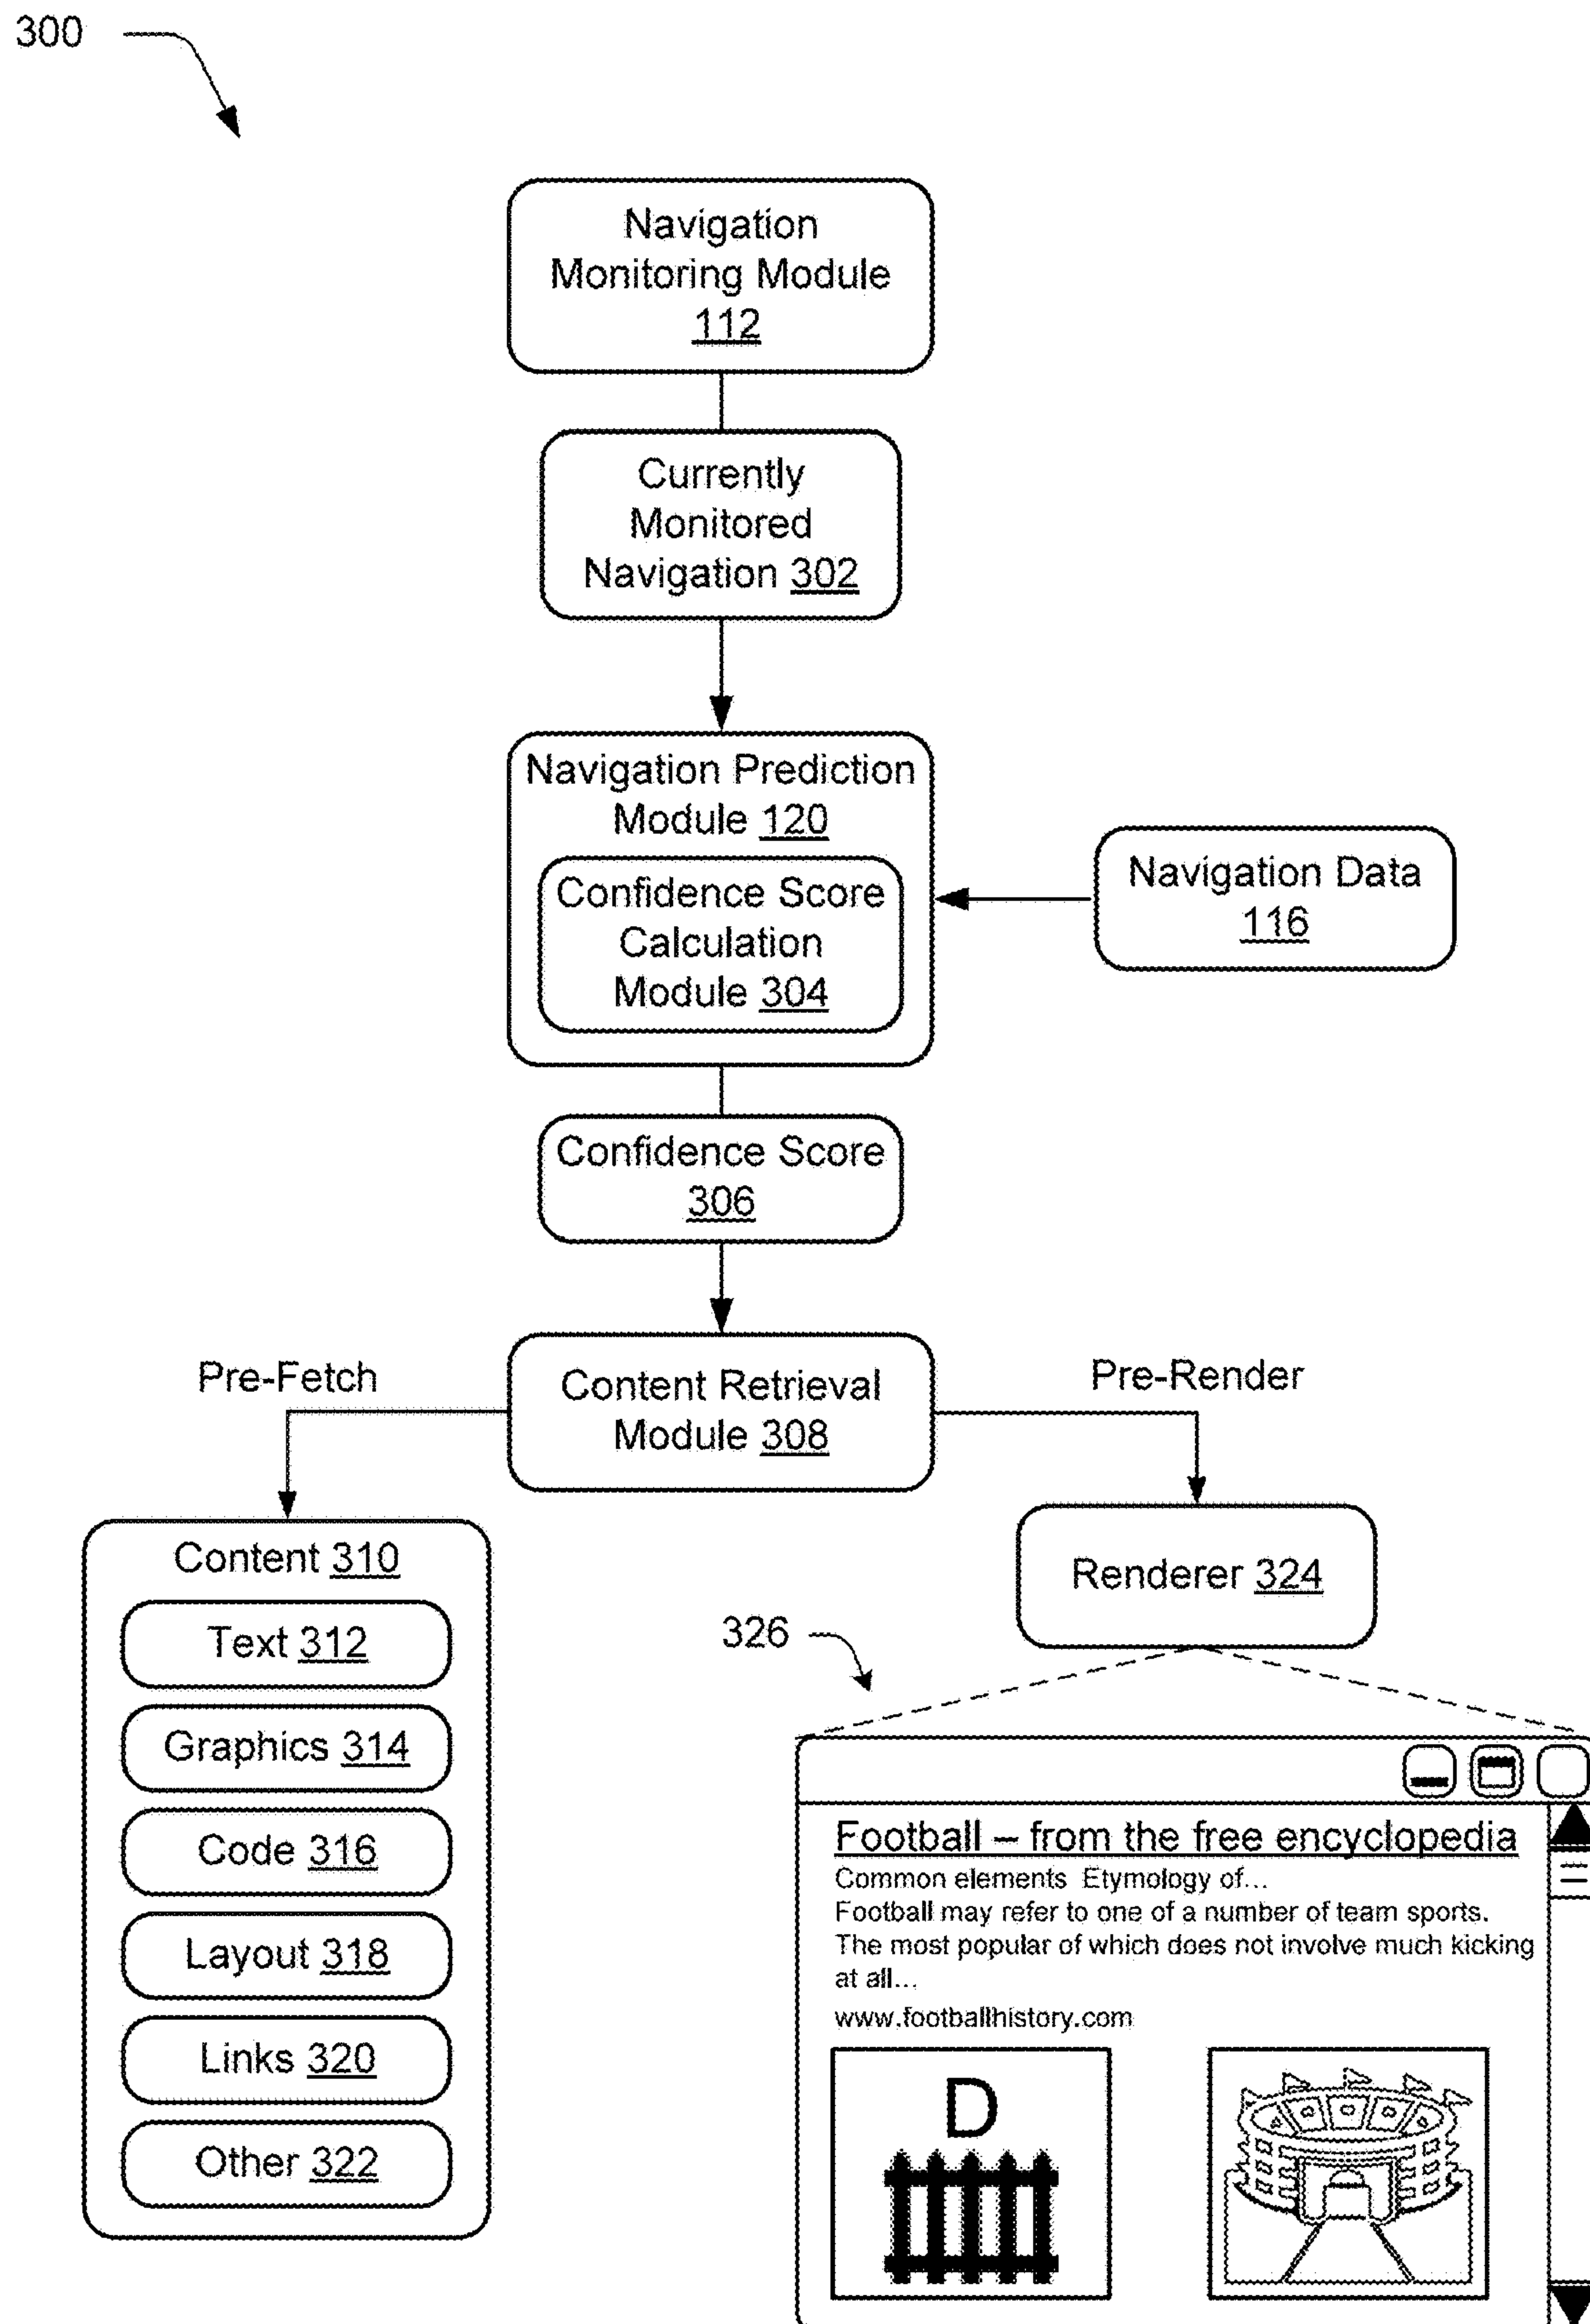 300
Navigation
Monitoring Module
112
Currently
Monitored
Navigation 302
Navigation Prediction
Module 120
Confidence Score
Calculation
Module 304
Navigation Data
116
Confidence Score
306
Pre-Fetch
Content Retrieval
Module 308
Pre-Render
Content 310
Text 312
Graphics 314
Code 316
Layout 318
Links 320
Other 322
Renderer 324
326
Football – from the free encyclopedia
Common elements Etymology of...
Football may refer to one of a number of team sports.
The most popular of which does not involve much kicking
at all...
www.footballhistory.com
D